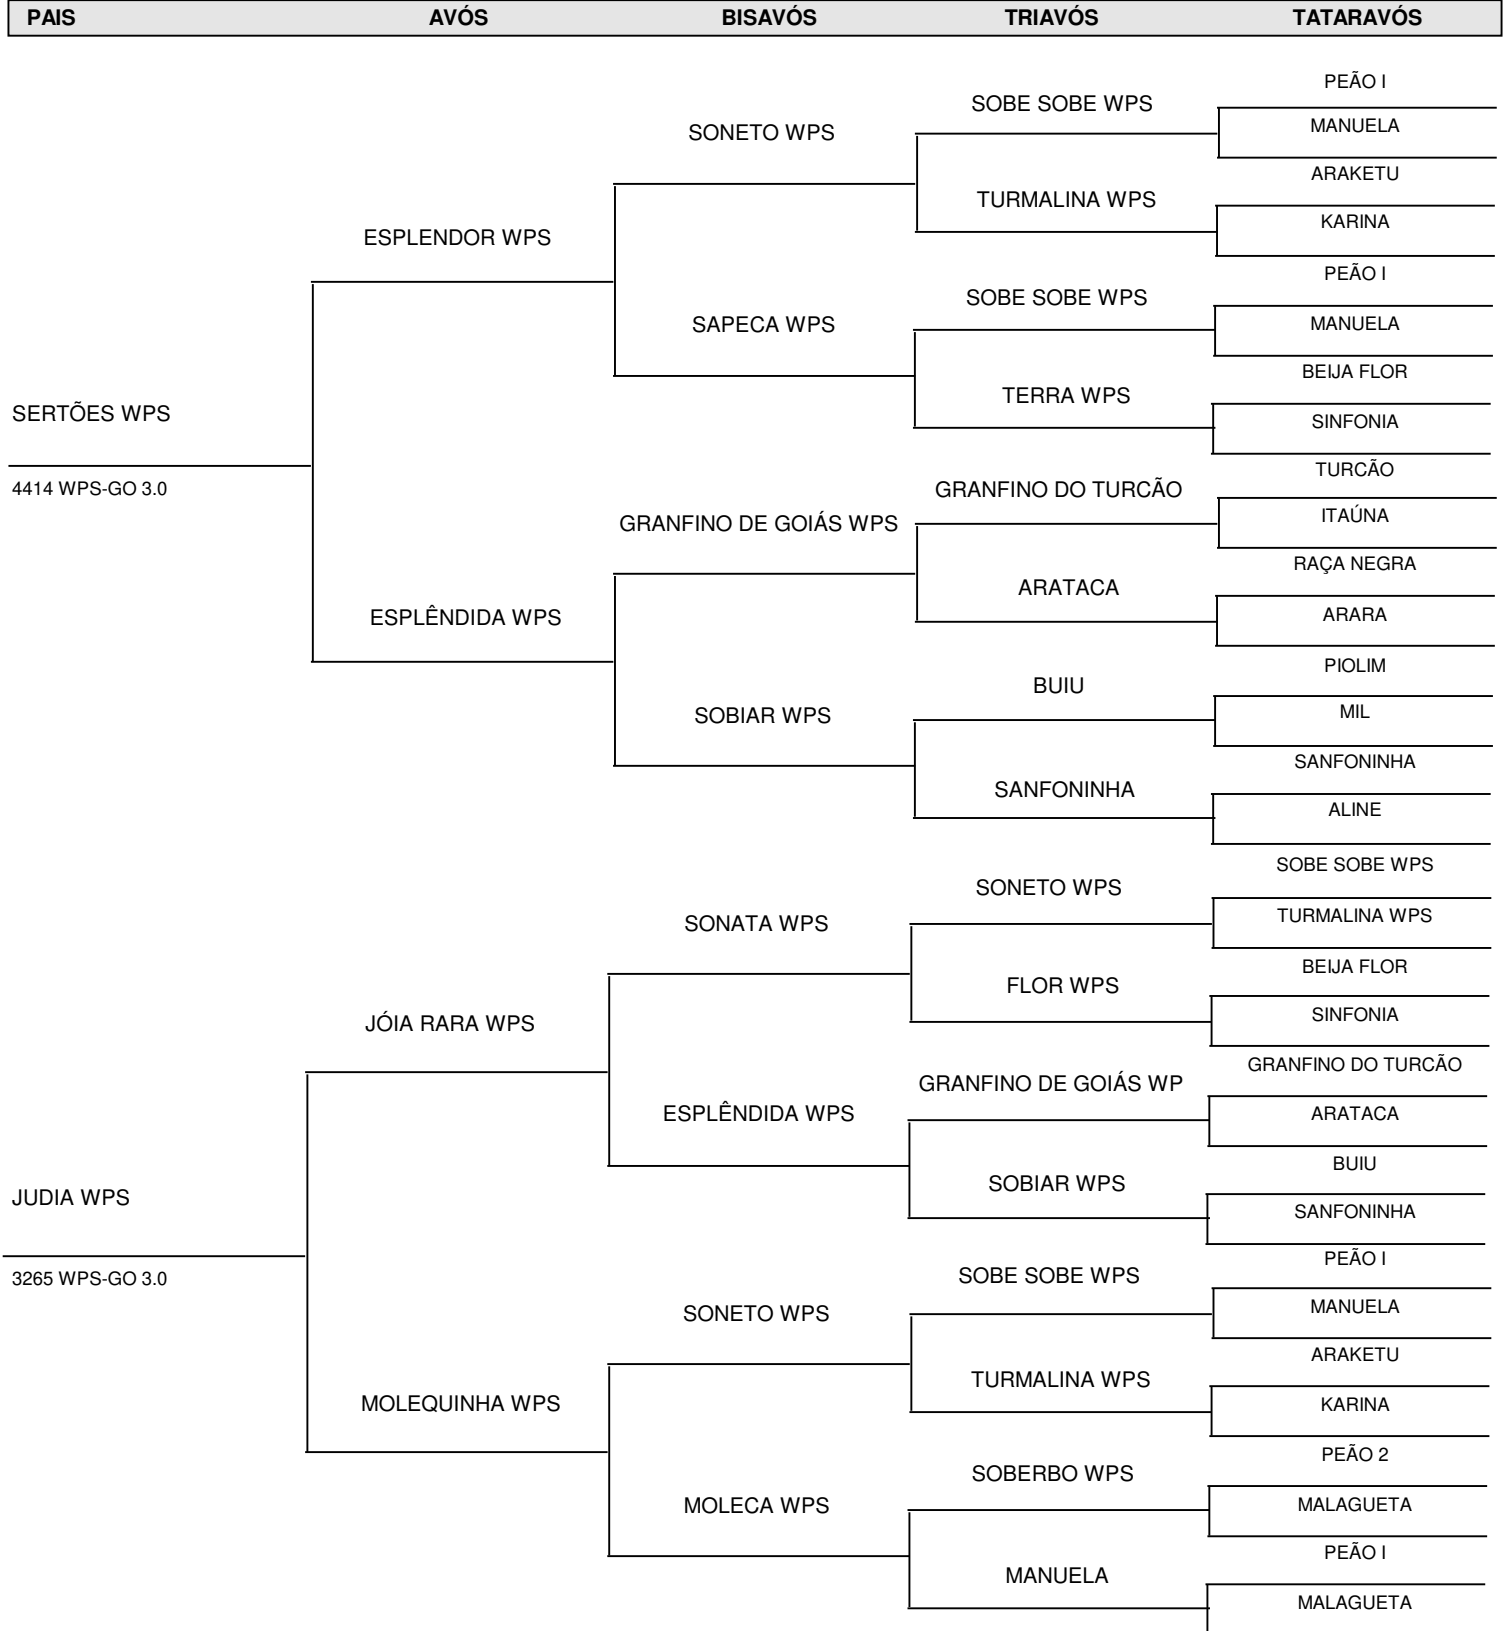 PAIS AVÓS BISAVÓS TRIAVÓS TATARAVÓS
PEÃO I
SOBE SOBE WPS
MANUELA
SONETO WPS
ARAKETU
TURMALINA WPS
KARINA
ESPLENDOR WPS
PEÃO I
SOBE SOBE WPS
MANUELA
SAPECA WPS
BEIJA FLOR
TERRA WPS
SINFONIA
SERTÕES WPS
4414 WPS-GO 3.0
TURCÃO
GRANFINO DO TURCÃO
ITAÚNA
GRANFINO DE GOIÁS WPS
RAÇA NEGRA
ARATACA
ARARA
ESPLÊNDIDA WPS
PIOLIM
BUIU
MIL
SOBIAR WPS
SANFONINHA
SANFONINHA
ALINE
SOBE SOBE WPS
SONETO WPS
TURMALINA WPS
SONATA WPS
BEIJA FLOR
FLOR WPS
SINFONIA
JÓIA RARA WPS
GRANFINO DO TURCÃO
GRANFINO DE GOIÁS WP
ARATACA
ESPLÊNDIDA WPS
BUIU
SOBIAR WPS
SANFONINHA
JUDIA WPS
3265 WPS-GO 3.0
PEÃO I
SOBE SOBE WPS
MANUELA
SONETO WPS
ARAKETU
TURMALINA WPS
KARINA
MOLEQUINHA WPS
PEÃO 2
SOBERBO WPS
MALAGUETA
MOLECA WPS
PEÃO I
MANUELA
MALAGUETA